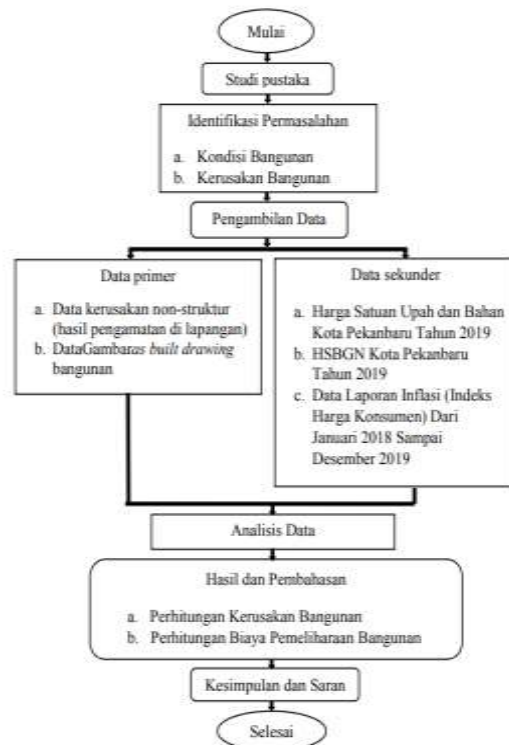 Mulai
Studi pustaka
Identifikasi Permasalahan
a. Kondisi Bangunan
b. Kerusakan Bangunan
Pengambilan Data
Data primer
a. Data kerusakan non-struktur
(hasil pengamatan di lapangan)
b. DataGambaras built drawing
bangunan
Data sekunder
a. Harga Satuan Upah dan Bahan
Kota Pekanbaru Tahun 2019
b. HSBGN Kota Pekanbaru
Tahun 2019
c. Data Laporan Inflasi (Indeks
Harga Konsumen) Dari
Januari 2018 Sampai
Desember 2019
Analisis Data
Hasil dan Pembahasan
a. Perhitungan Kerusakan Bangunan
b. Perhitungan Biaya Pemeliharaan Bangunan
Kesimpulan dan Saran
Selesai